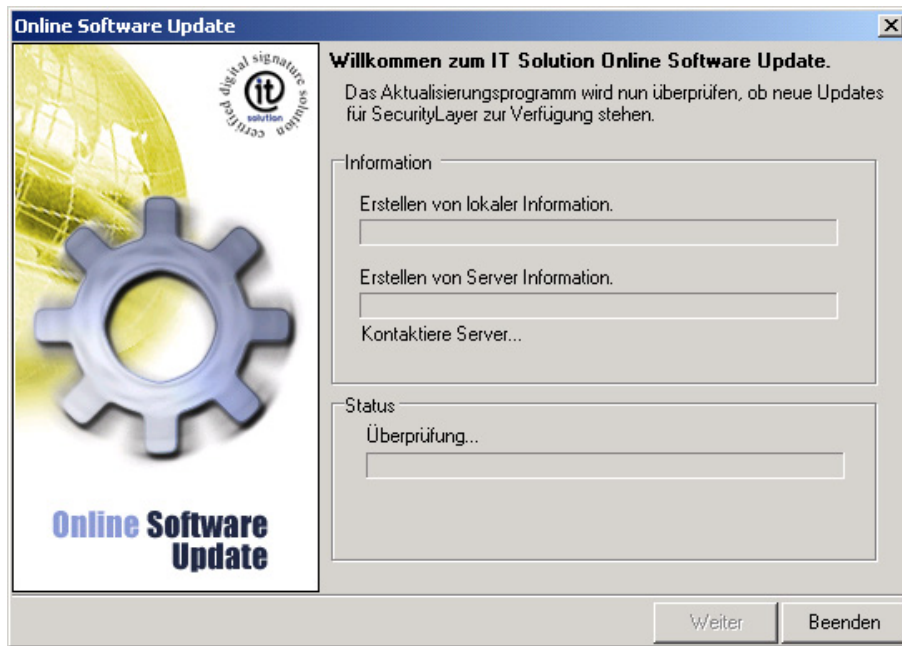 Online Software Update
certified digital signature solution
it
solution
Willkommen zum IT Solution Online Software Update.
Das Aktualisierungsprogramm wird nun überprüfen, ob neue Updates
für SecurityLayer zur Verfügung stehen.
Information
Erstellen von lokaler Information.
Erstellen von Server Information.
Kontaktiere Server...
Status
Überprüfung...
Online Software
Update
Weiter
Beenden